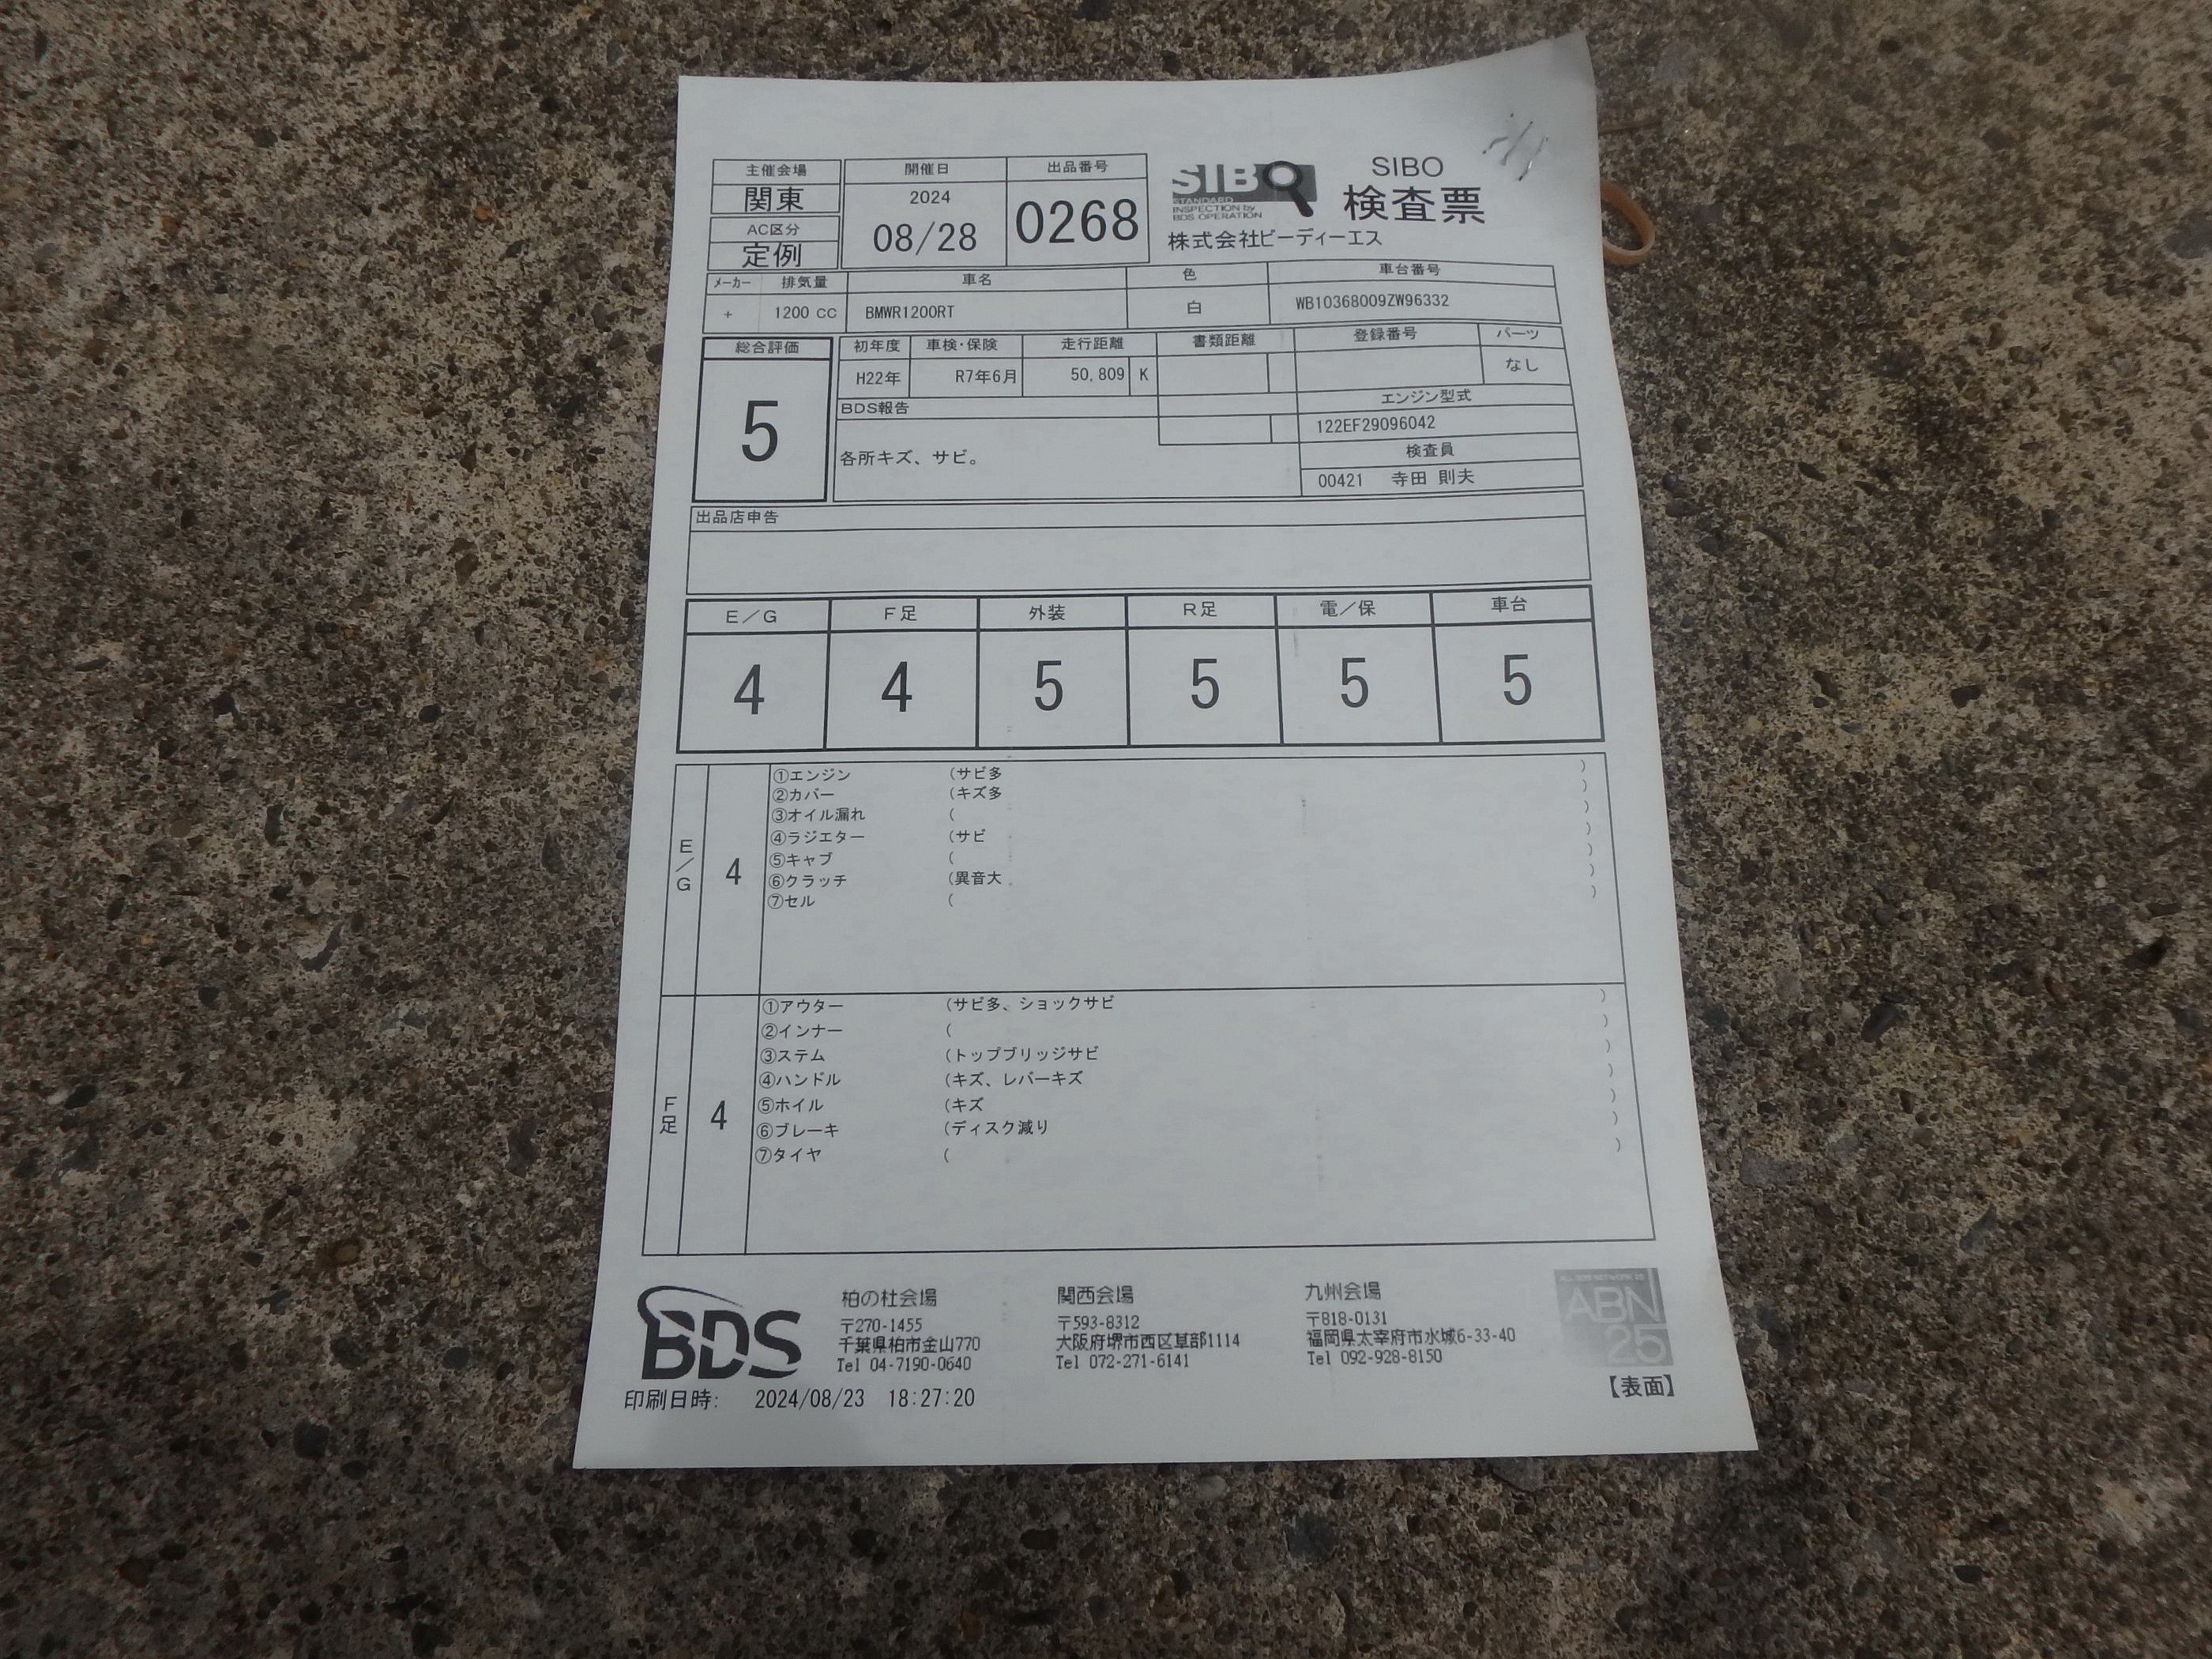 主催会場
関東
AC区分
定例
開催日
2024
08/28
出品番号
0268
SIBO
STANDARD
INSPECTION by
BDS OPERATION
SIBO
検査票
株式会社ビーディーエス
メーカー 排気量 車名 色 車台番号
+ 1200 CC BMWR1200RT 白 WB10368009ZW96332
総合評価
5
初年度 車検・保険 走行距離 書類距離 登録番号 パーツ
H22年 R7年6月 50,809 K なし
BDS報告
各所キズ、サビ。
エンジン型式
122EF29096042
検査員
00421 寺田 則夫
出品店申告
E/G F足 外装 R足 電/保 車台
4 4 5 5 5 5
E/G 4
①エンジン (サビ多 )
②カバー (キズ多 )
③オイル漏れ ( )
④ラジエター (サビ )
⑤キャブ ( )
⑥クラッチ (異音大。 )
⑦セル ( )
F足 4
①アウター (サビ多、ショックサビ )
②インナー ( )
③ステム (トップブリッジサビ )
④ハンドル (キズ、レバーキズ )
⑤ホイル (キズ )
⑥ブレーキ (ディスク減り )
⑦タイヤ ( )
BDS
柏の杜会場
〒270-1455
千葉県柏市金山770
Tel 04-7190-0640
関西会場
〒593-8312
大阪府堺市西区草部1114
Tel 072-271-6141
九州会場
〒818-0131
福岡県太宰府市水城6-33-40
Tel 092-928-8150
ABN
25
【表面】
印刷日時: 2024/08/23 18:27:20